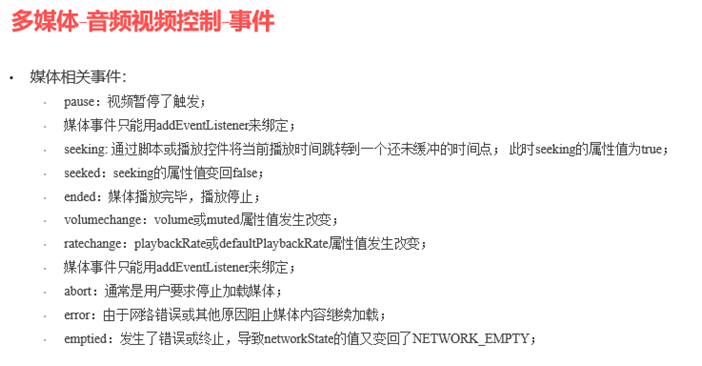 多媒体-音频视频控制-事件
• 媒体相关事件：
• pause：视频暂停了触发；
• 媒体事件只能用addEventListener来绑定；
• seeking: 通过脚本或播放控件将当前播放时间跳转到一个还未缓冲的时间点； 此时seeking的属性值为true；
• seeked：seeking的属性值变回false；
• ended：媒体播放完毕，播放停止；
• volumechange：volume或muted属性值发生改变；
• ratechange：playbackRate或defaultPlaybackRate属性值发生改变；
• 媒体事件只能用addEventListener来绑定；
• abort：通常是用户要求停止加载媒体；
• error：由于网络错误或其他原因阻止媒体内容继续加载；
• emptied：发生了错误或终止，导致networkState的值又变回了NETWORK_EMPTY；